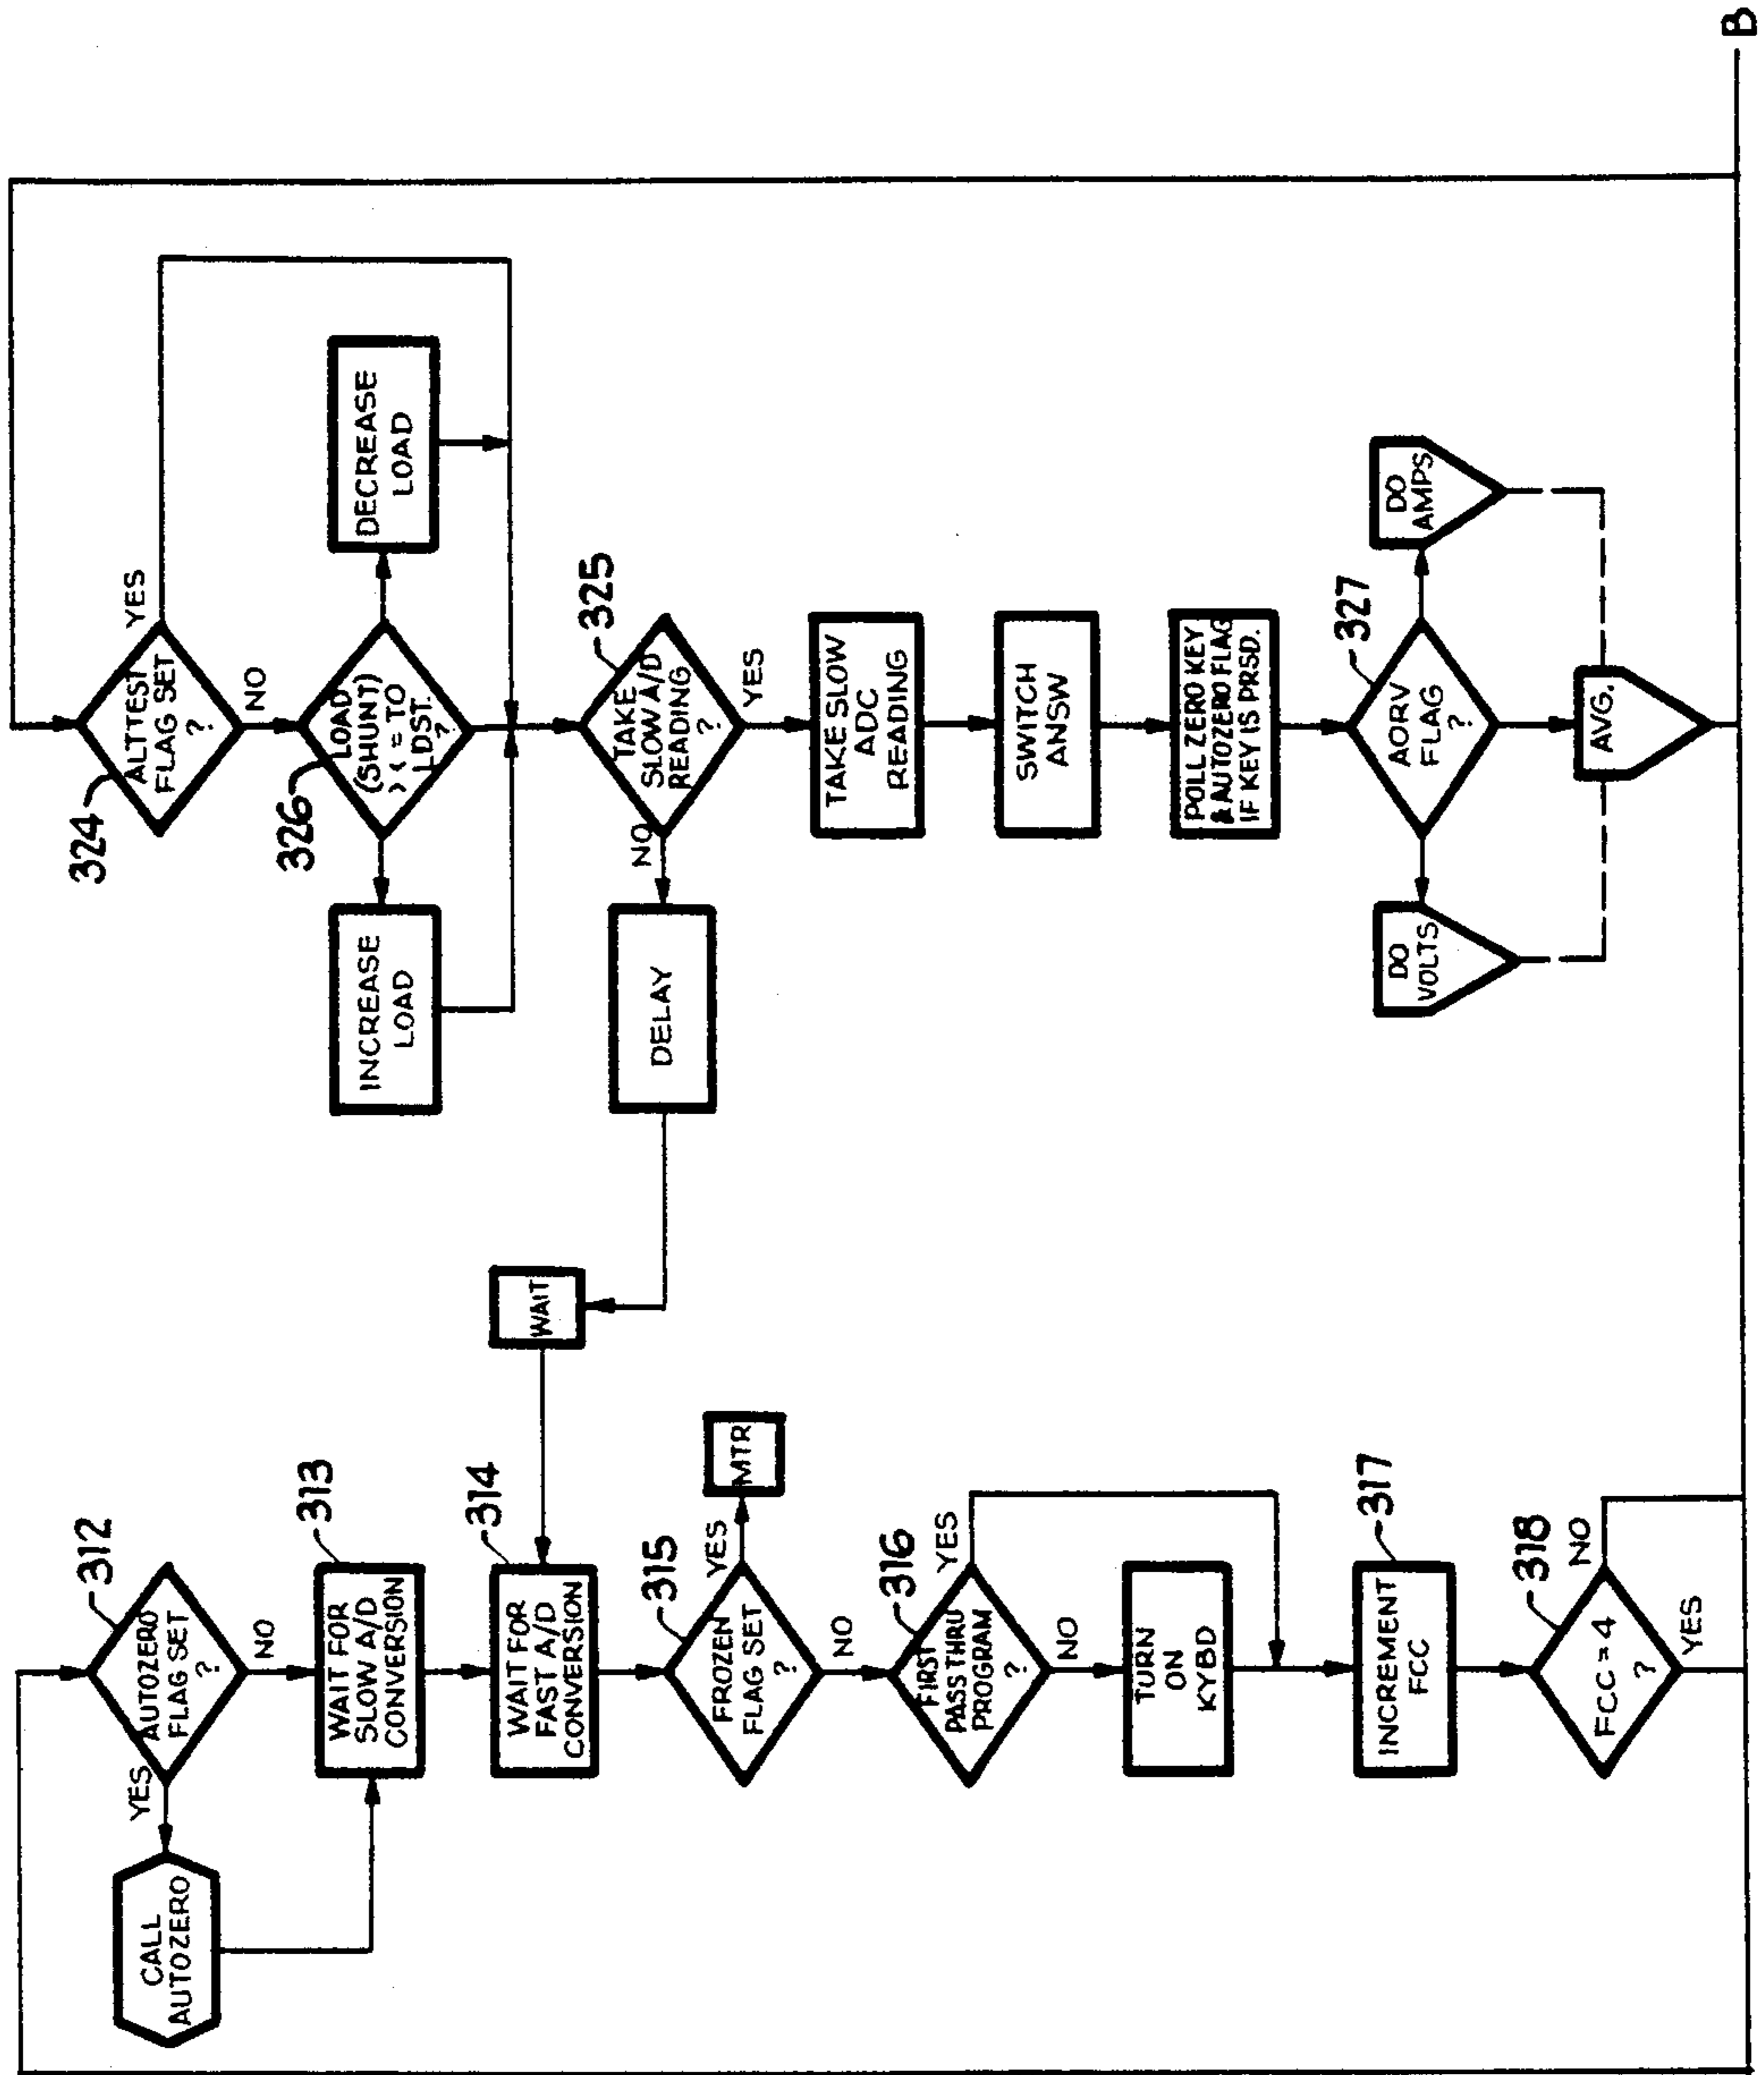 312
AUTOZERO
FLAG SET
?
YES
NO
CALL
AUTOZERO
313
WAIT FOR
SLOW A/D
CONVERSION
314
WAIT FOR
FAST A/D
CONVERSION
WAIT
315
FROZEN
FLAG SET
?
YES
NO
MTR
316
FIRST
PASS THRU
PROGRAM
?
YES
NO
TURN
ON
KYBD
317
INCREMENT
FCC
318
FCC = 4
?
NO
YES
324
ALTTEST
FLAG SET
?
YES
NO
326
LOAD
(SHUNT)
> < = TO
LDST.
?
INCREASE
LOAD
DECREASE
LOAD
325
TAKE
SLOW A/D
READING
?
NO
YES
DELAY
TAKE SLOW
ADC
READING
SWITCH
ANSW
POLL ZERO KEY
& AUTOZERO FLAG
IF KEY IS PRSD.
327
AORV
FLAG
?
DO
VOLTS
DO
AMPS
AVG.
B